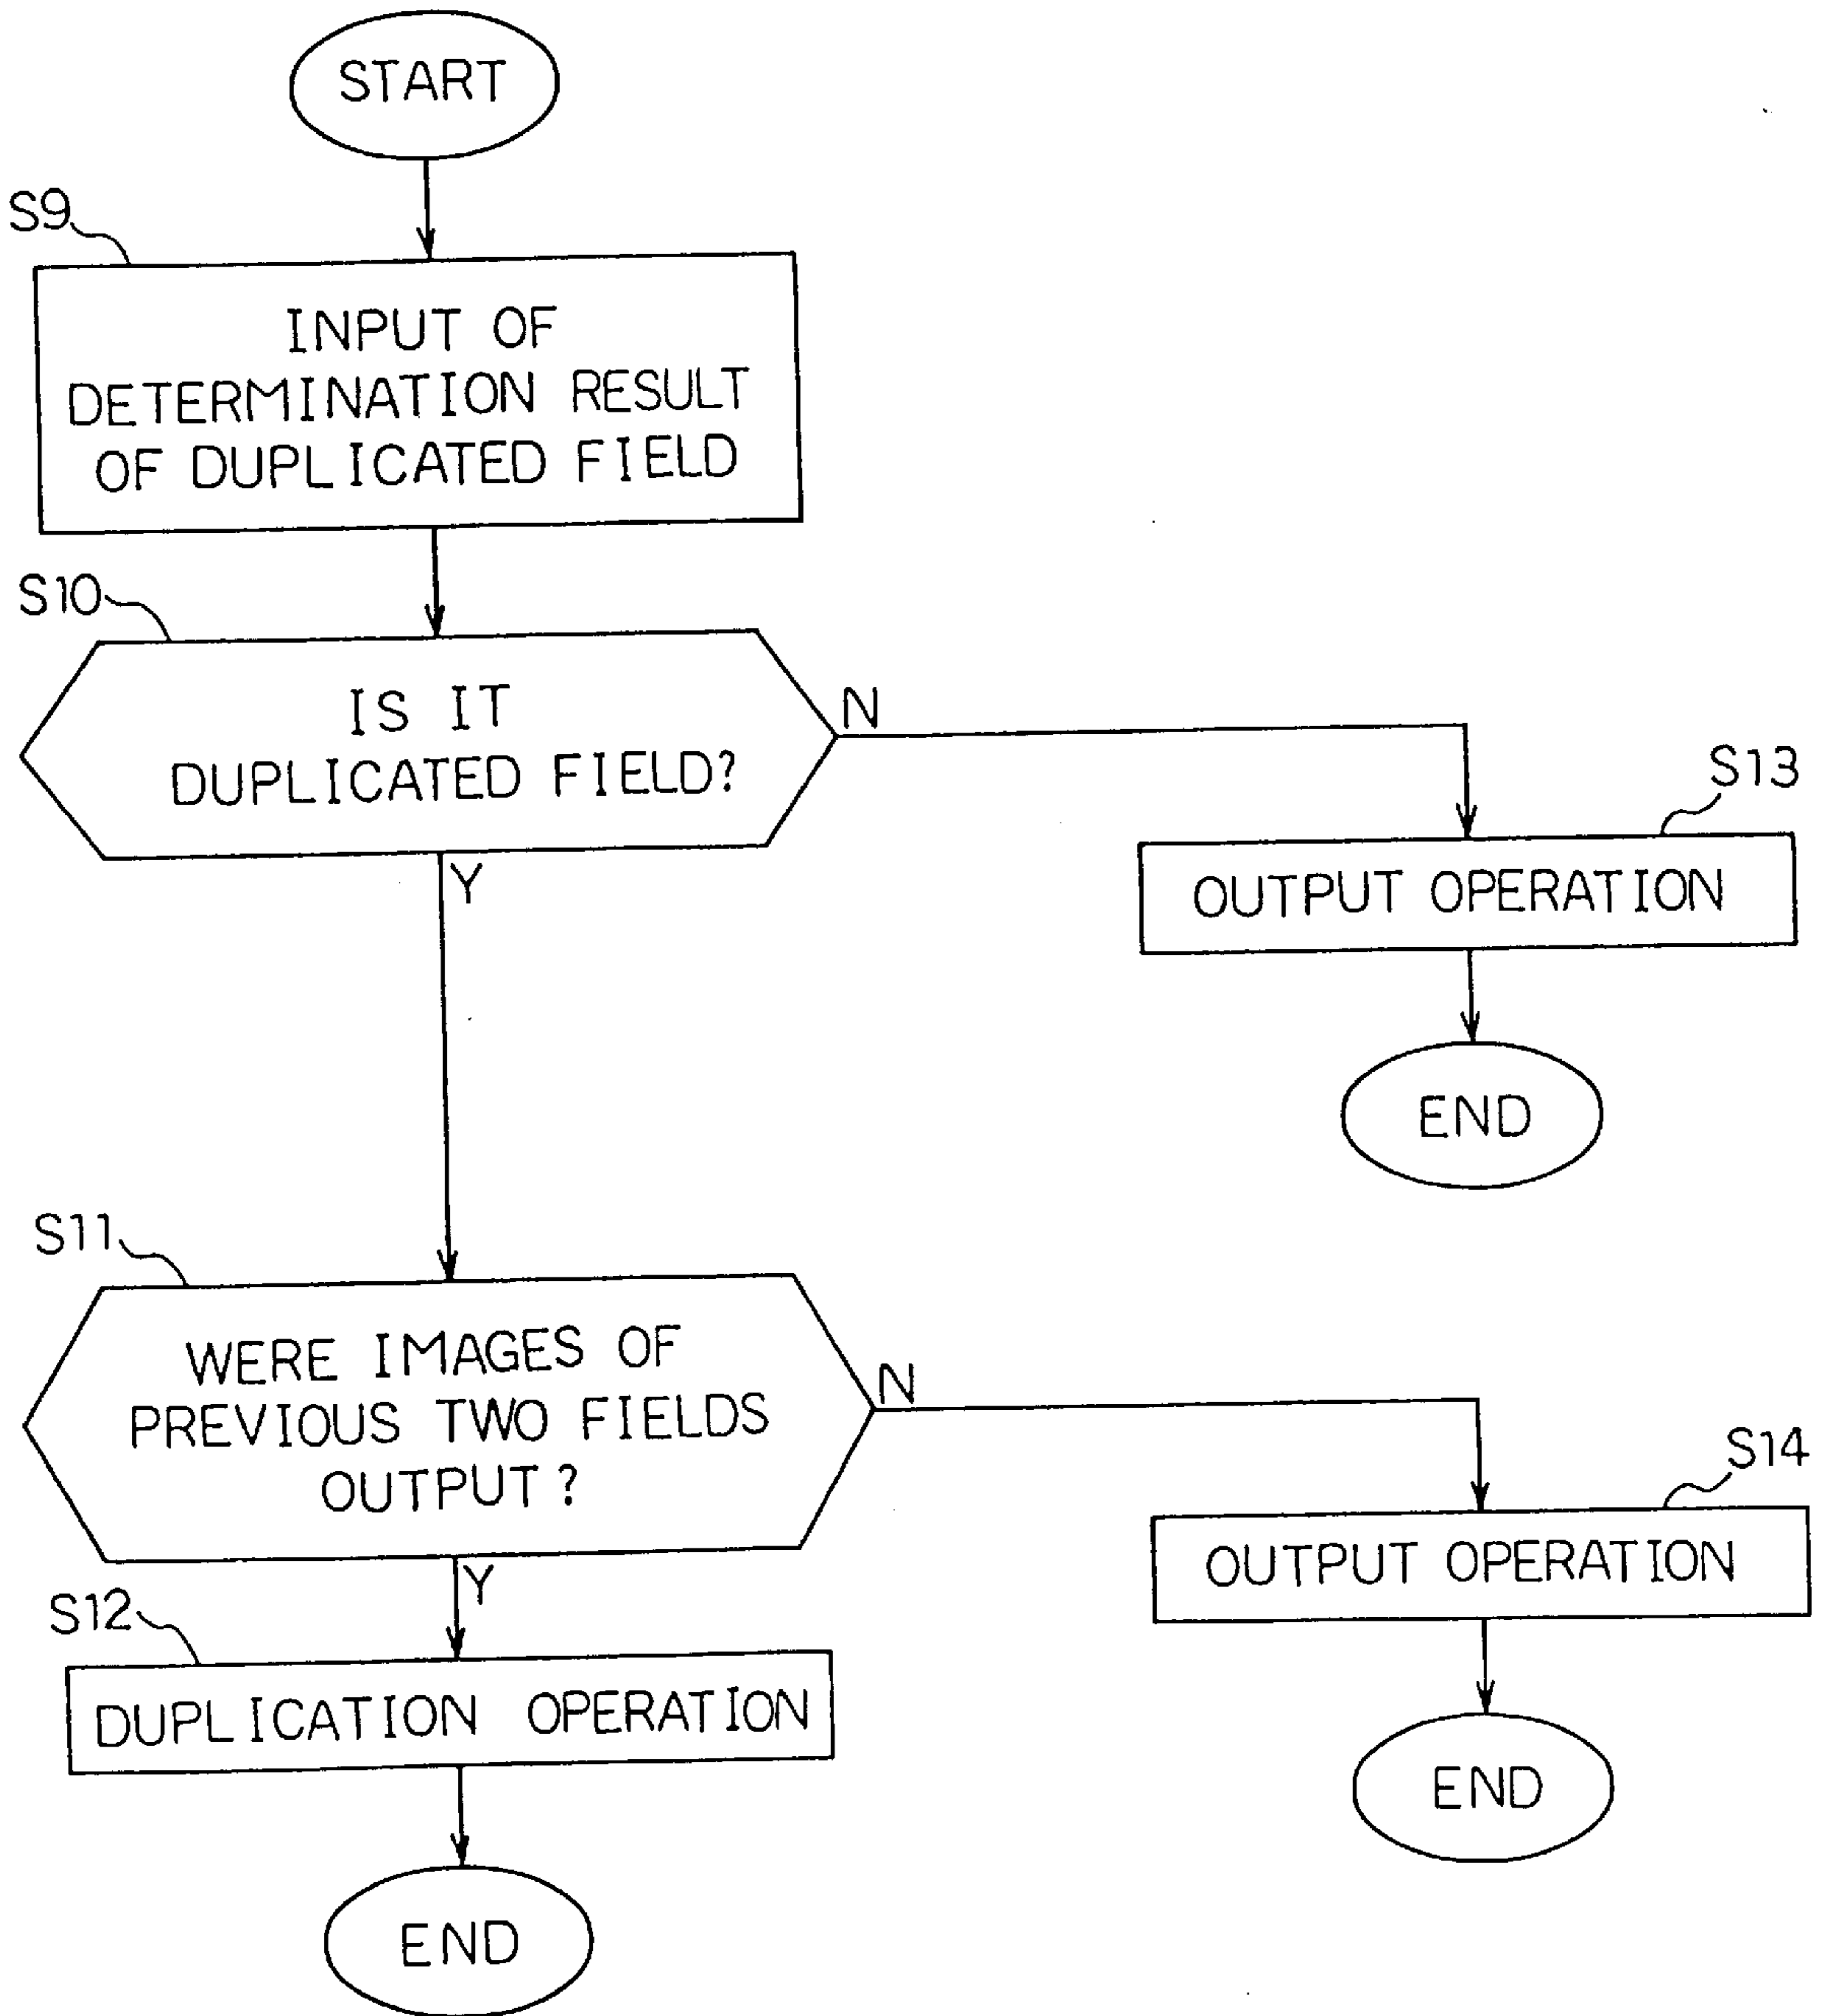 START
S9
INPUT OF
DETERMINATION RESULT
OF DUPLICATED FIELD
S10
IS IT
DUPLICATED FIELD?
N
Y
S13
OUTPUT OPERATION
END
S11
WERE IMAGES OF
PREVIOUS TWO FIELDS
OUTPUT?
N
Y
S14
OUTPUT OPERATION
END
S12
DUPLICATION OPERATION
END